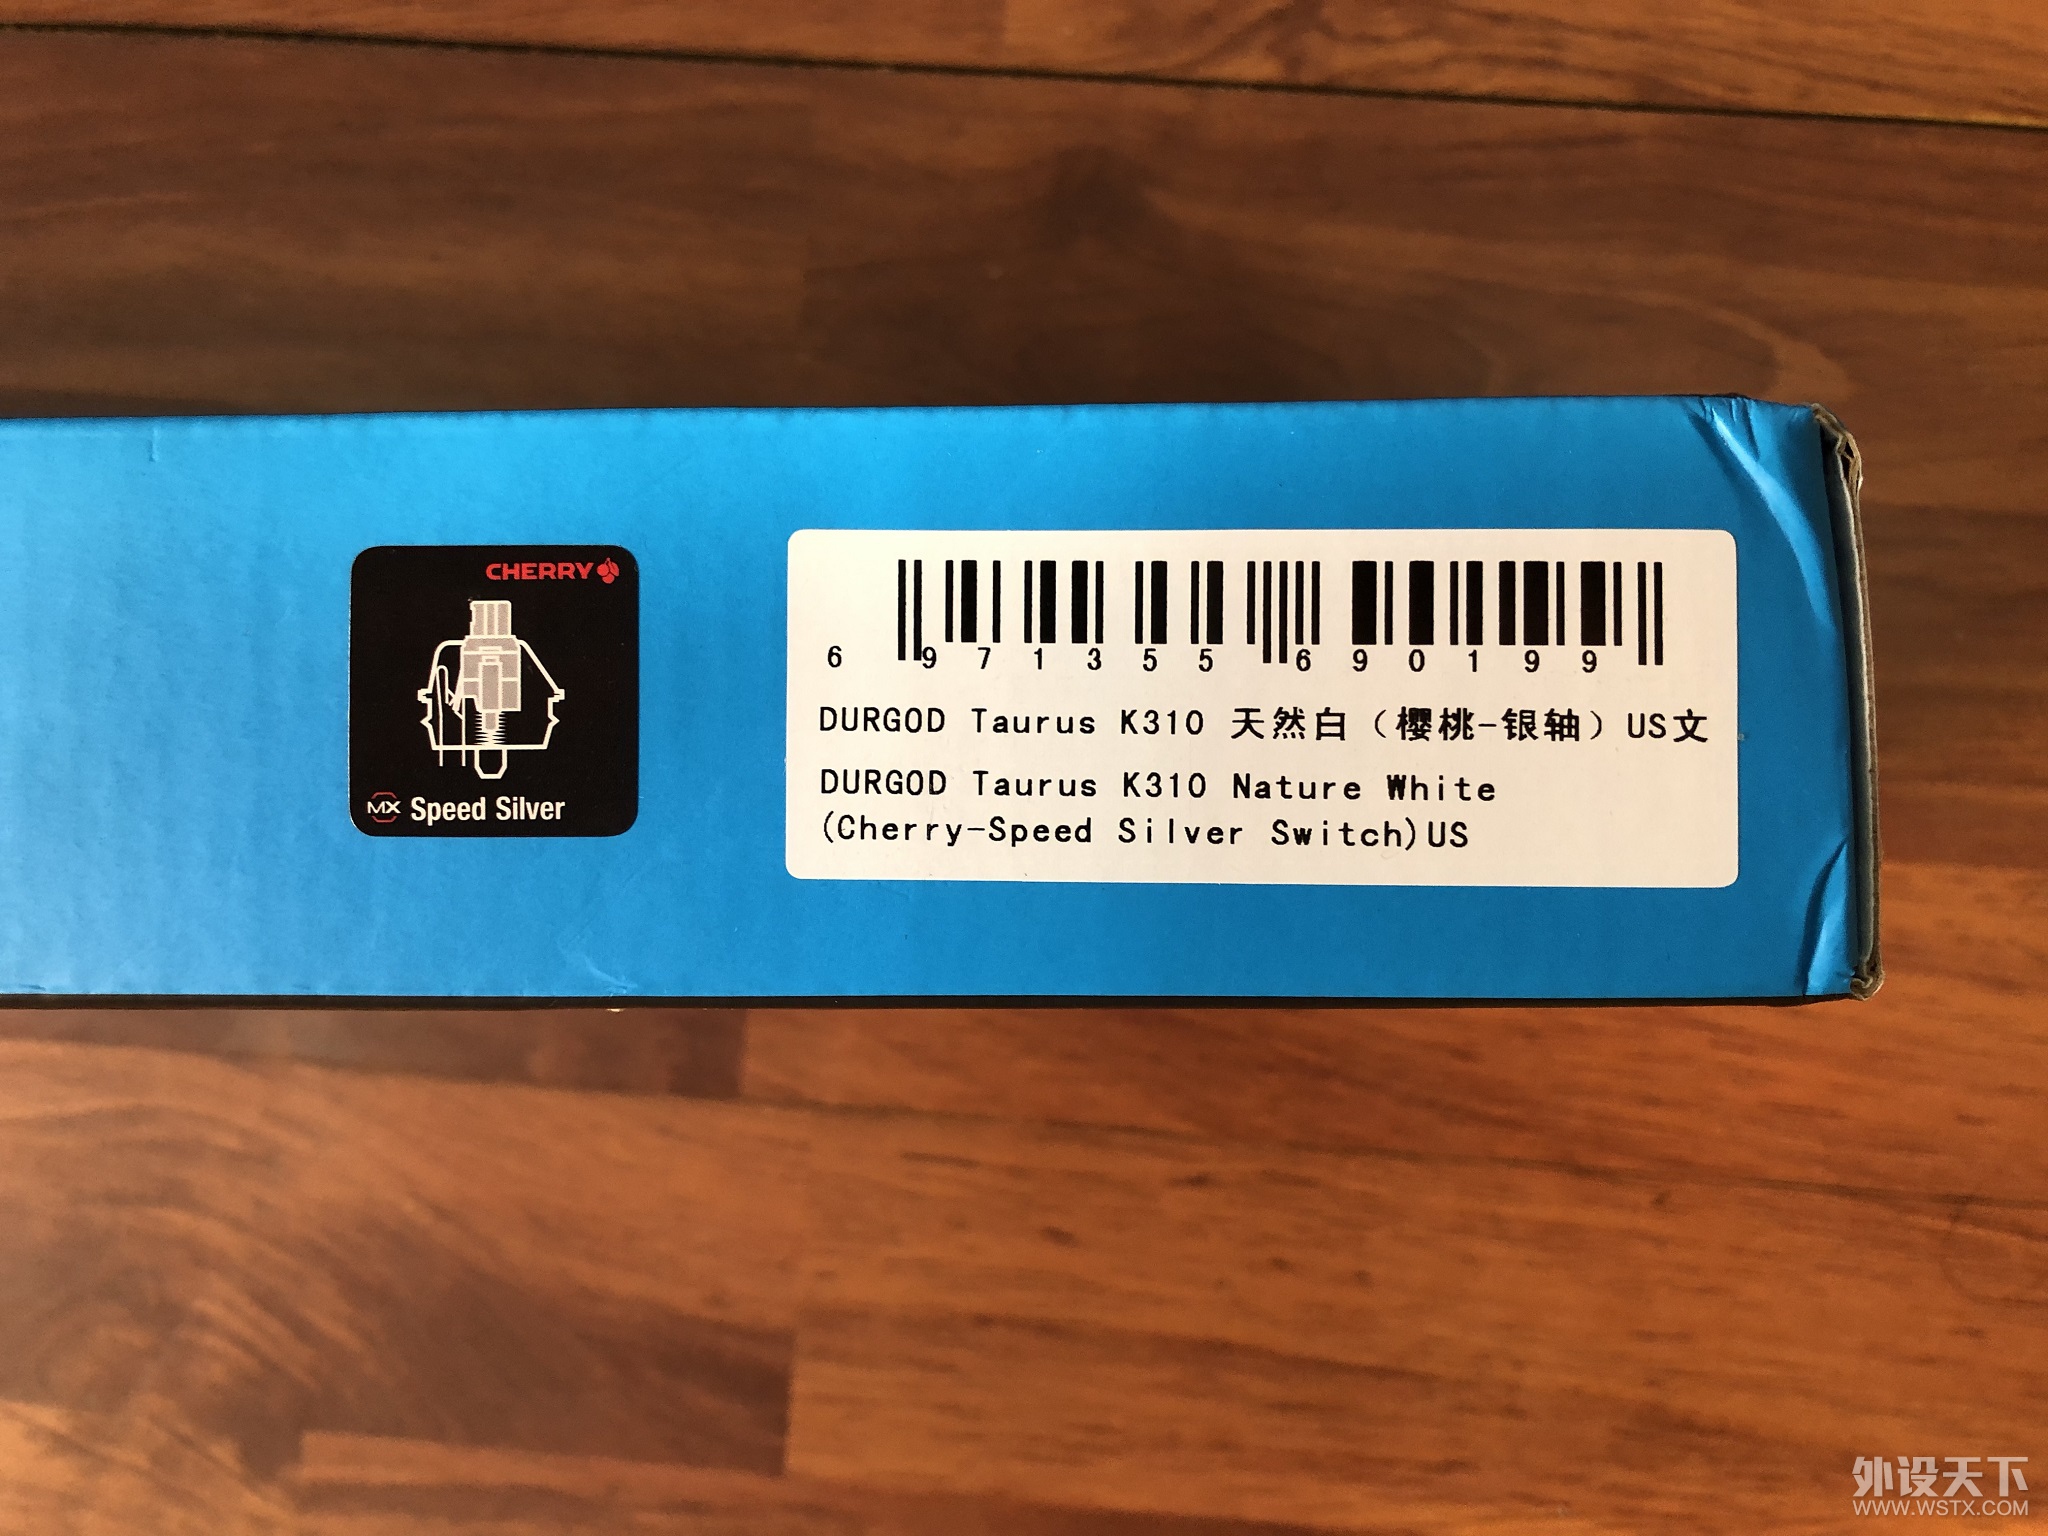 CHERRY
MX Speed Silver
6 971355 690199
DURGOD Taurus K310 天然白（樱桃-银轴）US文
DURGOD Taurus K310 Nature White
(Cherry-Speed Silver Switch)US
外设天下
WWW.WSTX.COM